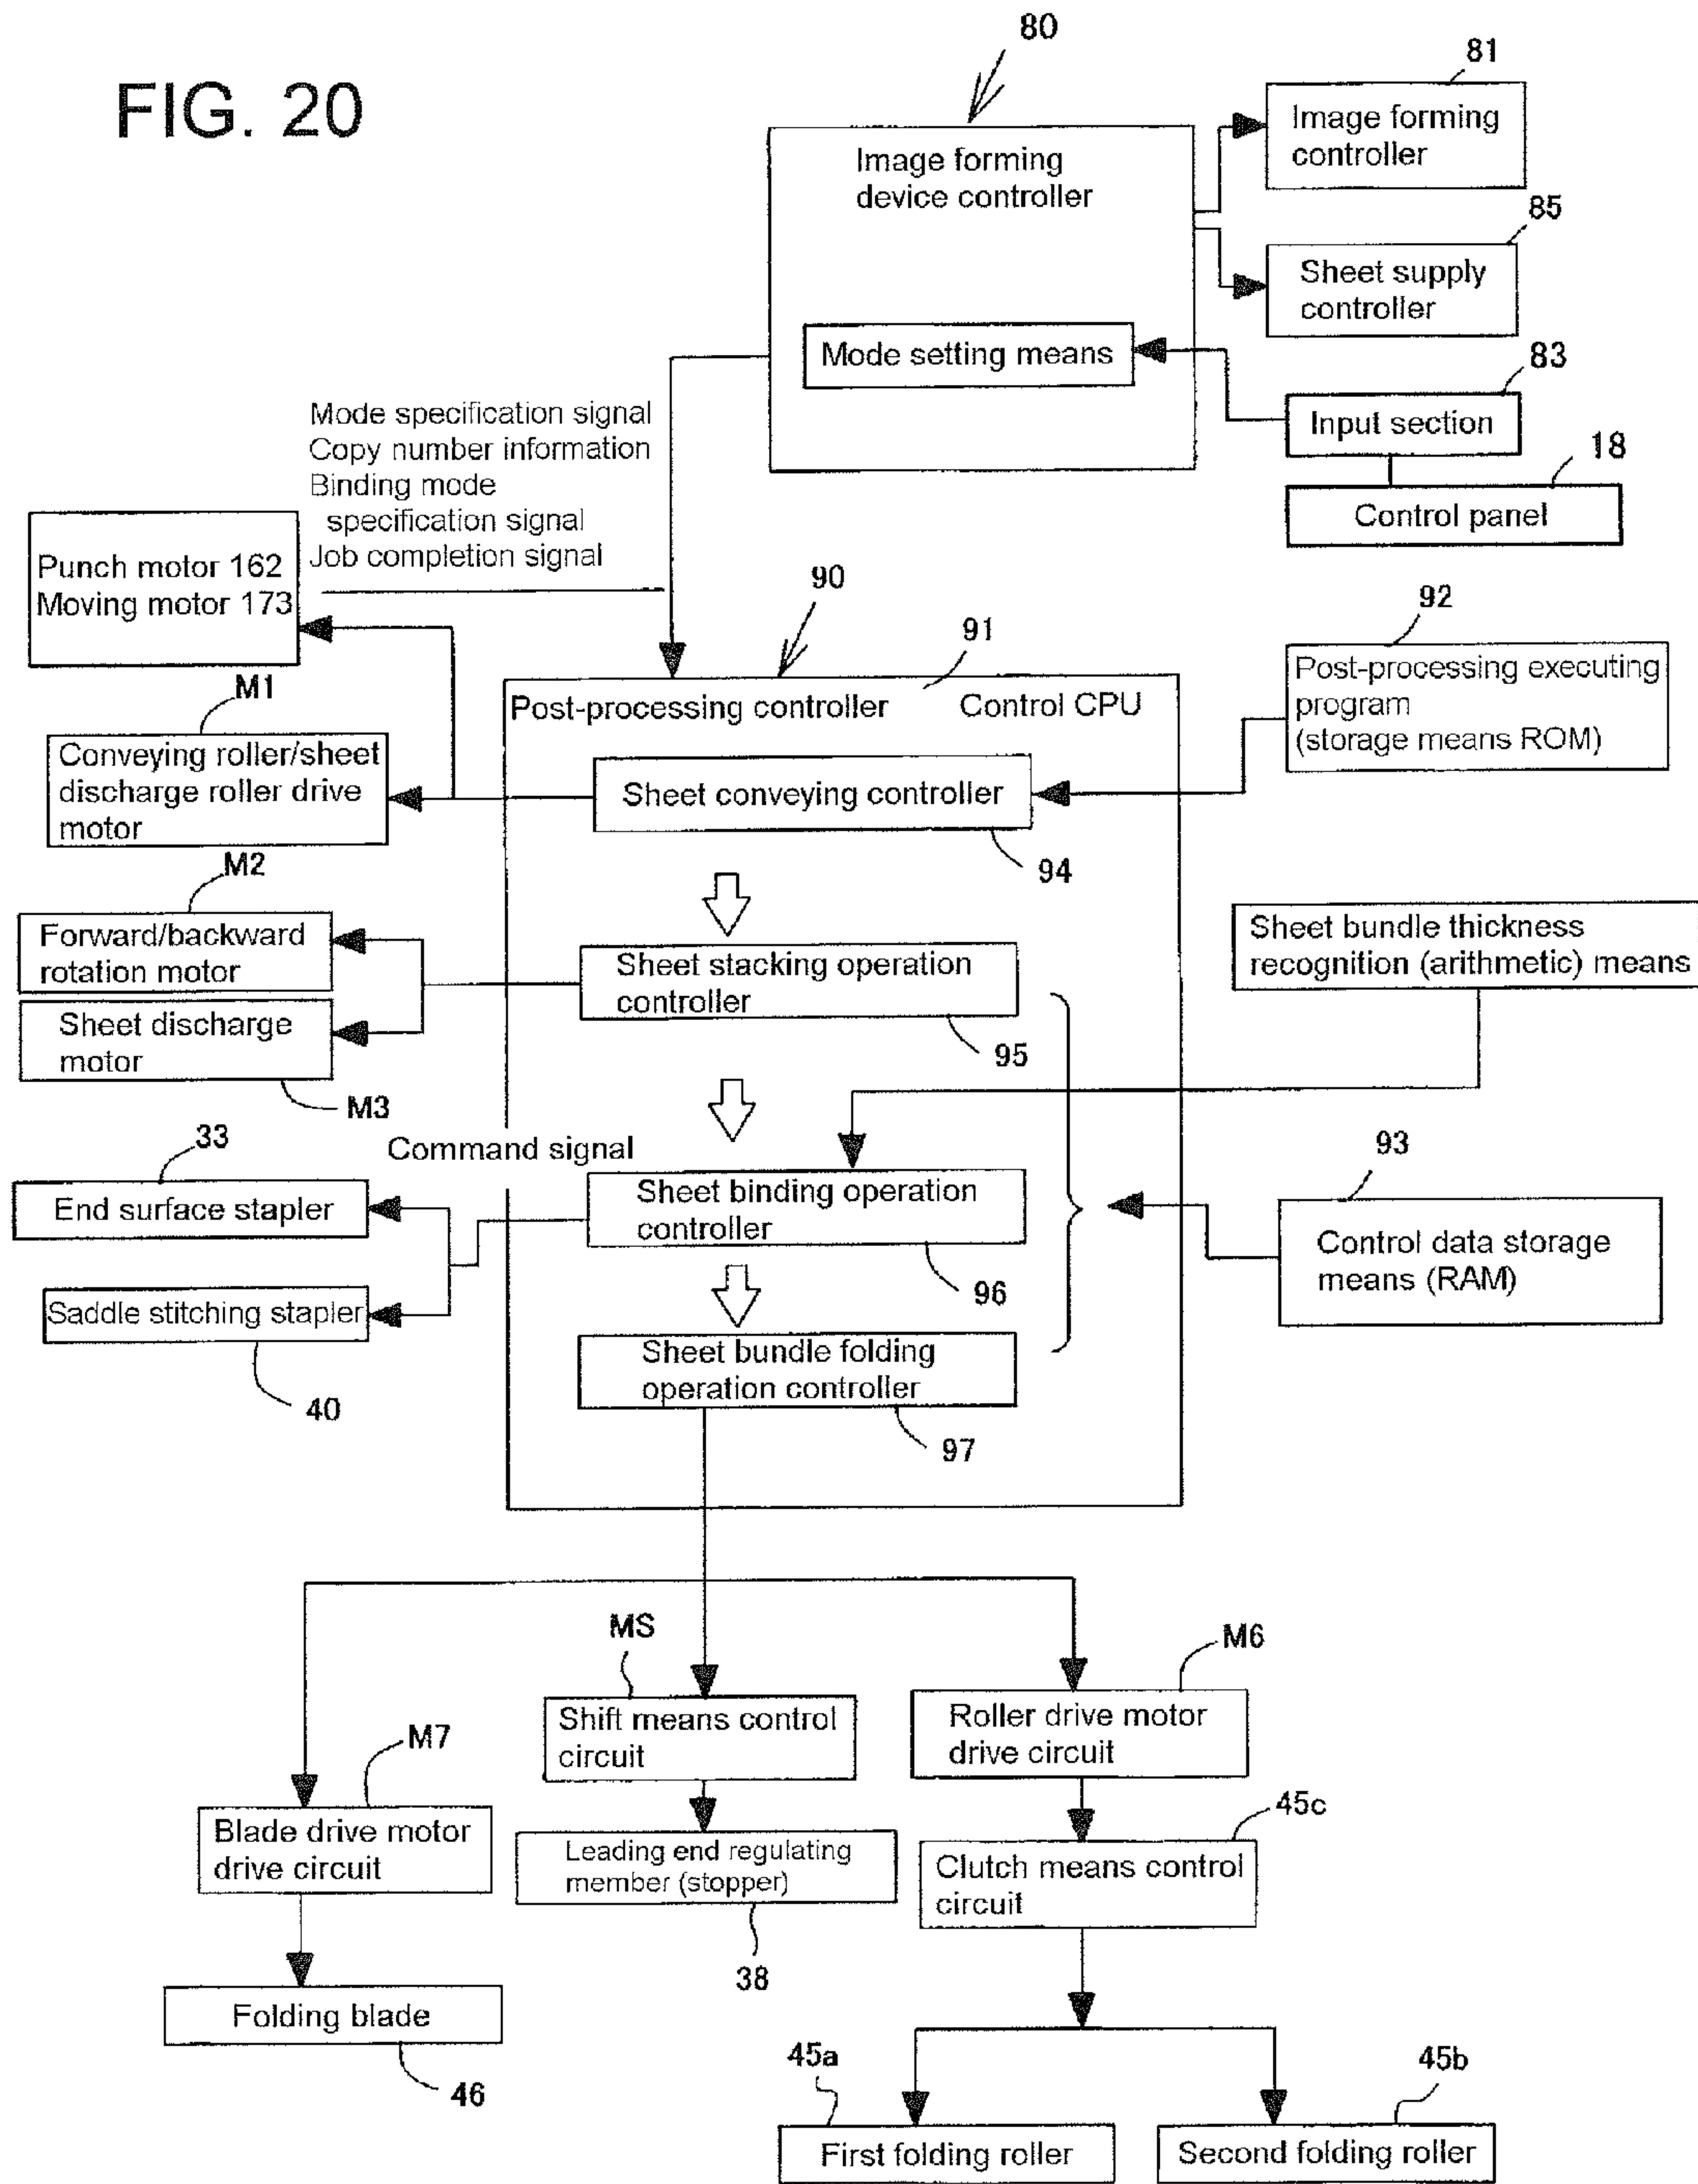 FIG. 20
80
81
Image forming
controller
Image forming
device controller
85
Sheet supply
controller
Mode setting means
83
Input section
18
Control panel
Mode specification signal
Copy number information
Binding mode
specification signal
Job completion signal
Punch motor 162
Moving motor 173
90
91
92
Post-processing controller
Control CPU
Post-processing executing
program
(storage means ROM)
M1
Conveying roller/sheet
discharge roller drive
motor
Sheet conveying controller
94
M2
Forward/backward
rotation motor
Sheet stacking operation
controller
95
Sheet bundle thickness
recognition (arithmetic) means
Sheet discharge
motor
M3
Command signal
33
End surface stapler
Sheet binding operation
controller
96
93
Control data storage
means (RAM)
Saddle stitching stapler
40
Sheet bundle folding
operation controller
97
MS
Shift means control
circuit
M6
Roller drive motor
drive circuit
M7
Blade drive motor
drive circuit
Leading end regulating
member (stopper)
38
45c
Clutch means control
circuit
Folding blade
46
45a
First folding roller
45b
Second folding roller